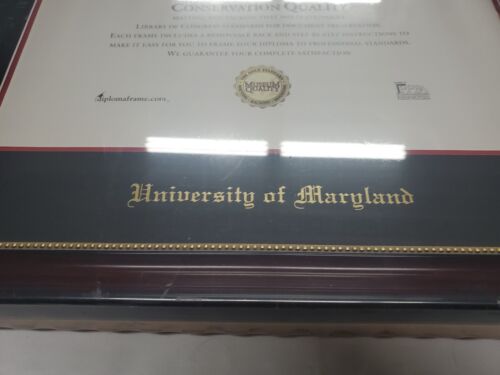 CONSERVATION QUALITY
LIBRARY OF CONGRESS STANDARDS FOR DOCUMENT PRESERVATION.
EACH FRAME INCLUDES A REMOVABLE BACK AND STEP-BY-STEP INSTRUCTIONS TO
MAKE IT EASY FOR YOU TO FRAME YOUR DIPLOMA TO PROFESSIONAL STANDARDS.
WE GUARANTEE YOUR COMPLETE SATISFACTION
diplomaframe.com
MUSEUM
QUALITY
University of Maryland